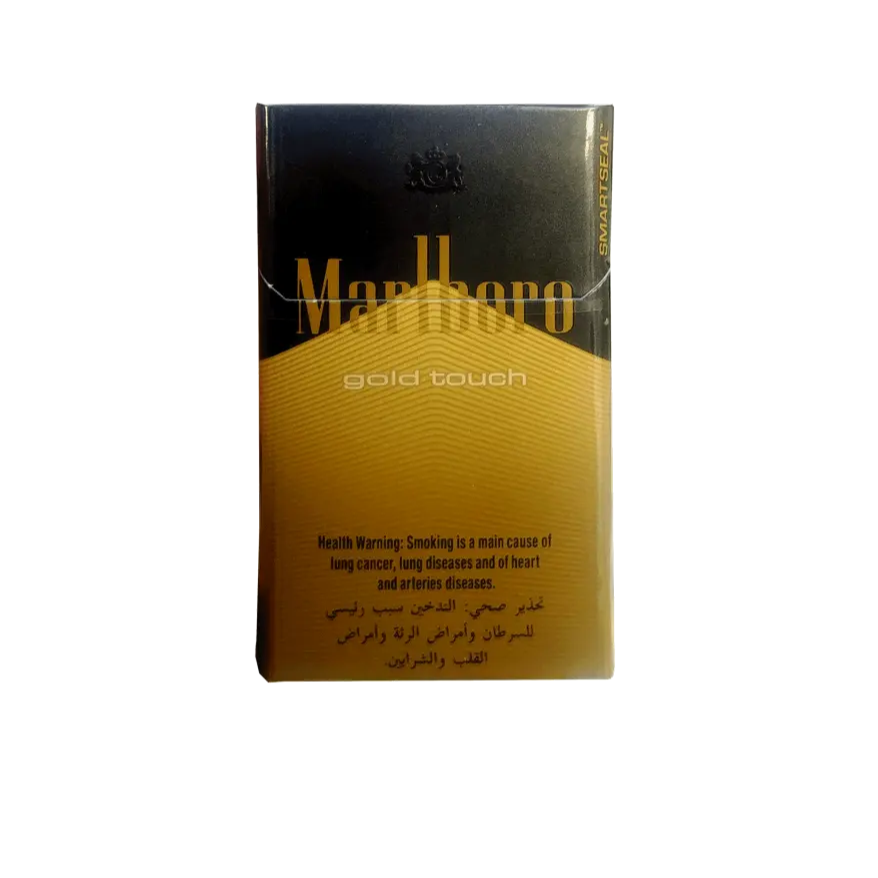 SMARTSEAL™
Marlboro
gold touch
Health Warning: Smoking is a main cause of
lung cancer, lung diseases and of heart
and arteries diseases.
تحذير صحي: التدخين سبب رئيسي
للسرطان وأمراض الرئة وأمراض
القلب والشرايين.